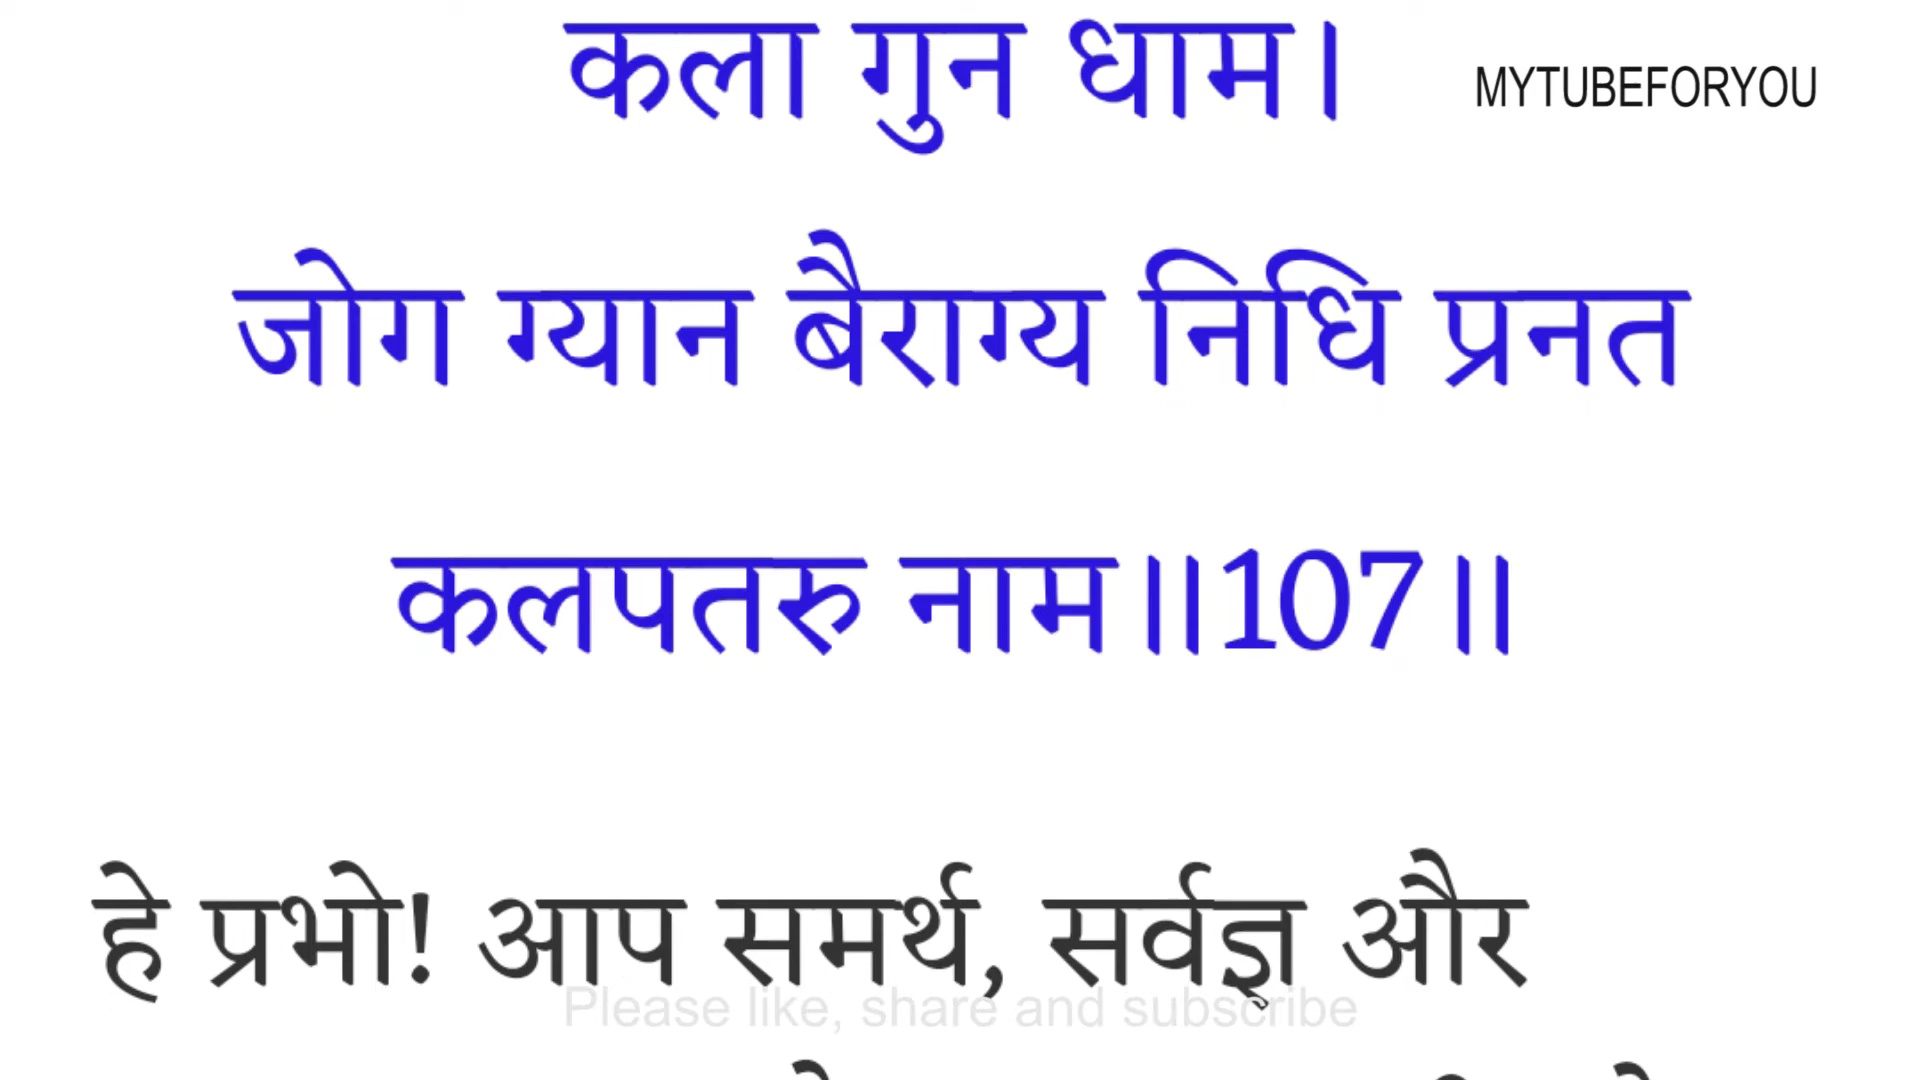 कला गुन धाम।
MYTUBEFORYOU
जोग ग्यान बैराग्य निधि प्रनत
कलपतरु नाम॥107॥
हे प्रभो! आप समर्थ, सर्वज्ञ और
Please like, share and subscribe